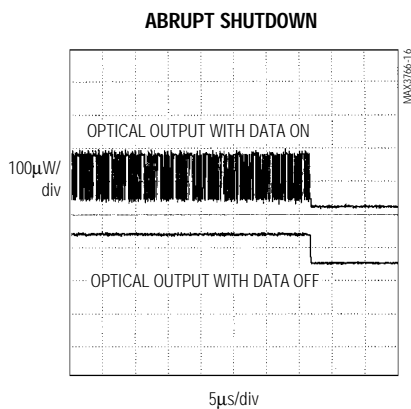 ABRUPT SHUTDOWN
MAX3766-16
OPTICAL OUTPUT WITH DATA ON
100μW/
div
OPTICAL OUTPUT WITH DATA OFF
5μs/div